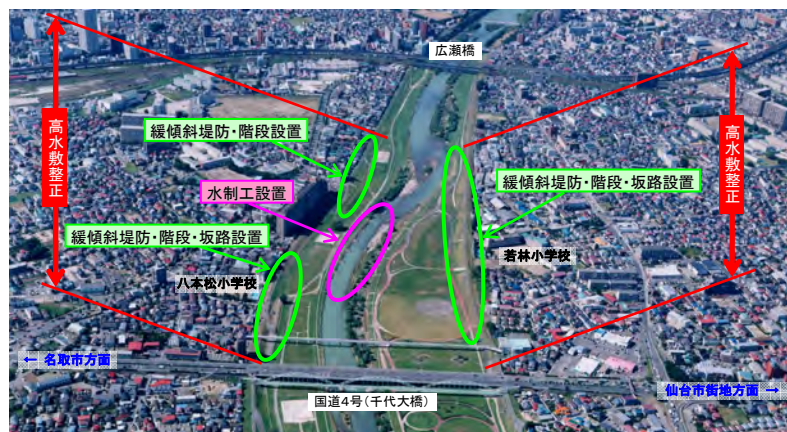 広瀬橋
高水敷整正
緩傾斜堤防・階段設置
水制工設置
緩傾斜堤防・階段・坂路設置
八本松小学校
緩傾斜堤防・階段・坂路設置
若林小学校
高水敷整正
← 名取市方面
仙台市街地方面 →
国道4号(千代大橋)